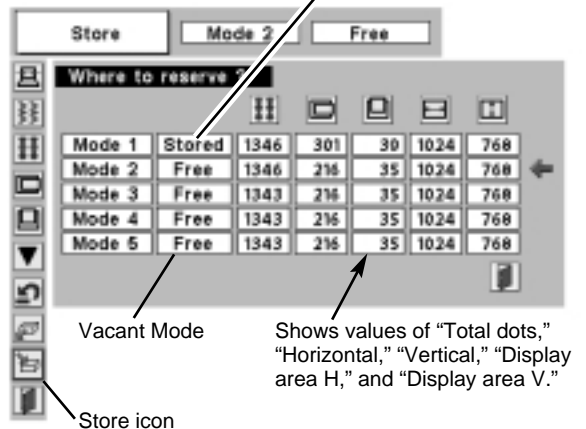 Store Mode 2 Free
Where to reserve ?
Mode 1 Stored 1346 301 30 1024 768
Mode 2 Free 1346 216 35 1024 768
Mode 3 Free 1343 216 35 1024 768
Mode 4 Free 1343 216 35 1024 768
Mode 5 Free 1343 216 35 1024 768
Vacant Mode
Shows values of “Total dots,”
“Horizontal,” “Vertical,” “Display
area H,” and “Display area V.”
Store icon